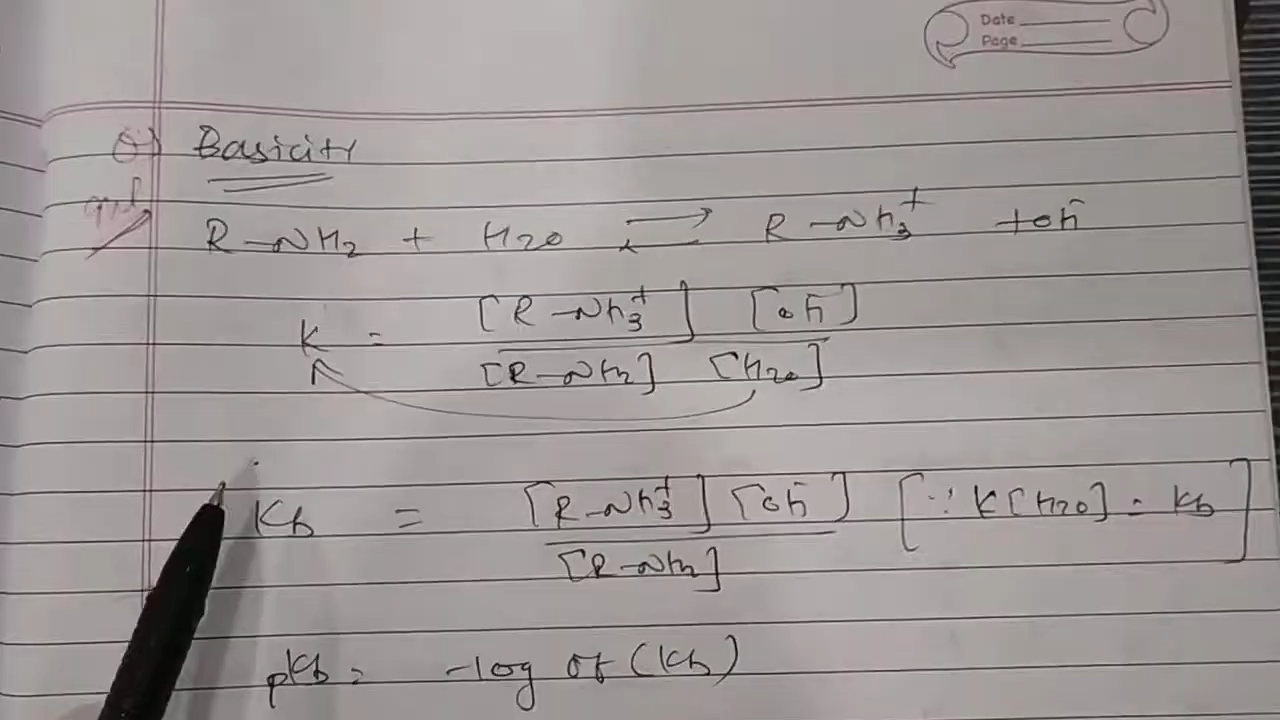 Date
Page
Basicity
R-NH2 + H2O ⇌ R-Nh3+ + oh-
K = [R-Nh3+] [oh-]
[R-Nh2] [H2o]
Kb = [R-Nh3+] [oh-] [∵ K[H2O] = Kb]
[R-Nh2]
pKb = -log of (Kb)